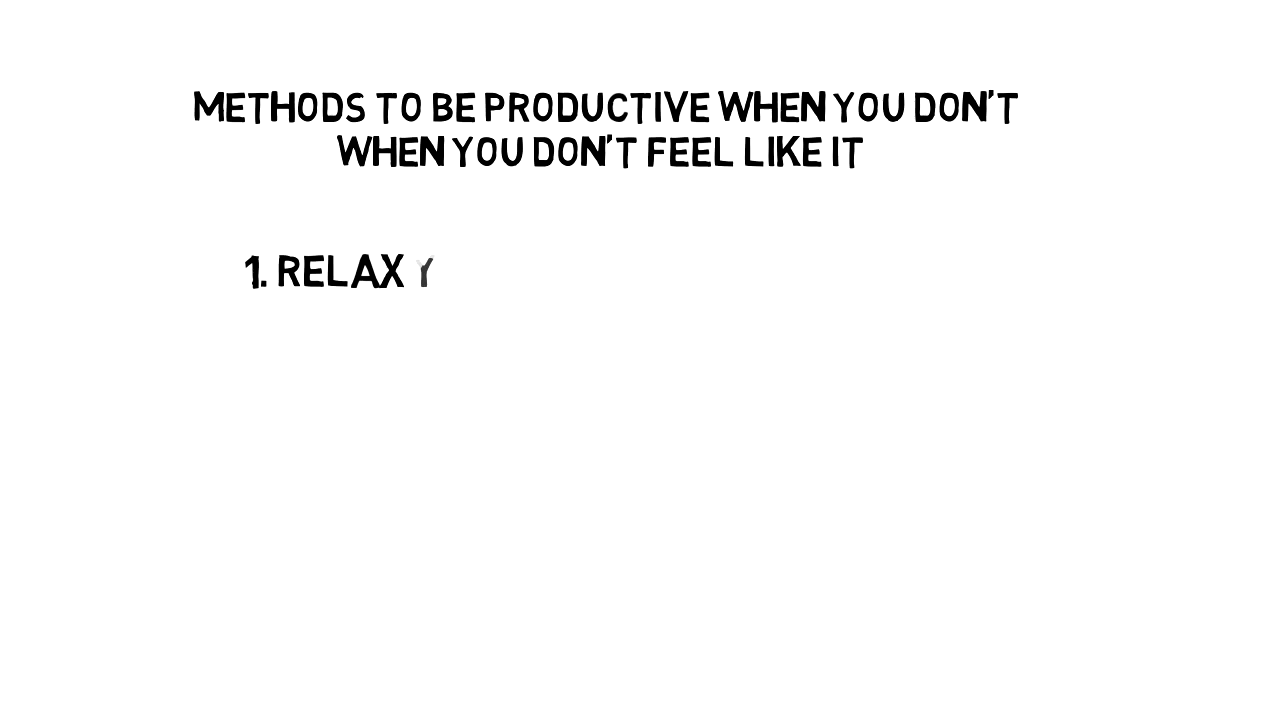 METHODS TO BE PRODUCTIVE WHEN YOU DON'T
WHEN YOU DON'T FEEL LIKE IT
1. RELAX Y